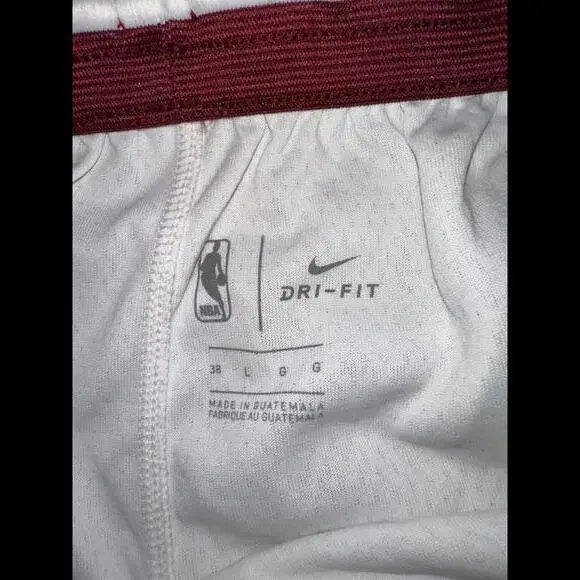 NBA
DRI-FIT
38 L G G
MADE IN GUATEMALA
FABRIQUE AU GUATEMALA